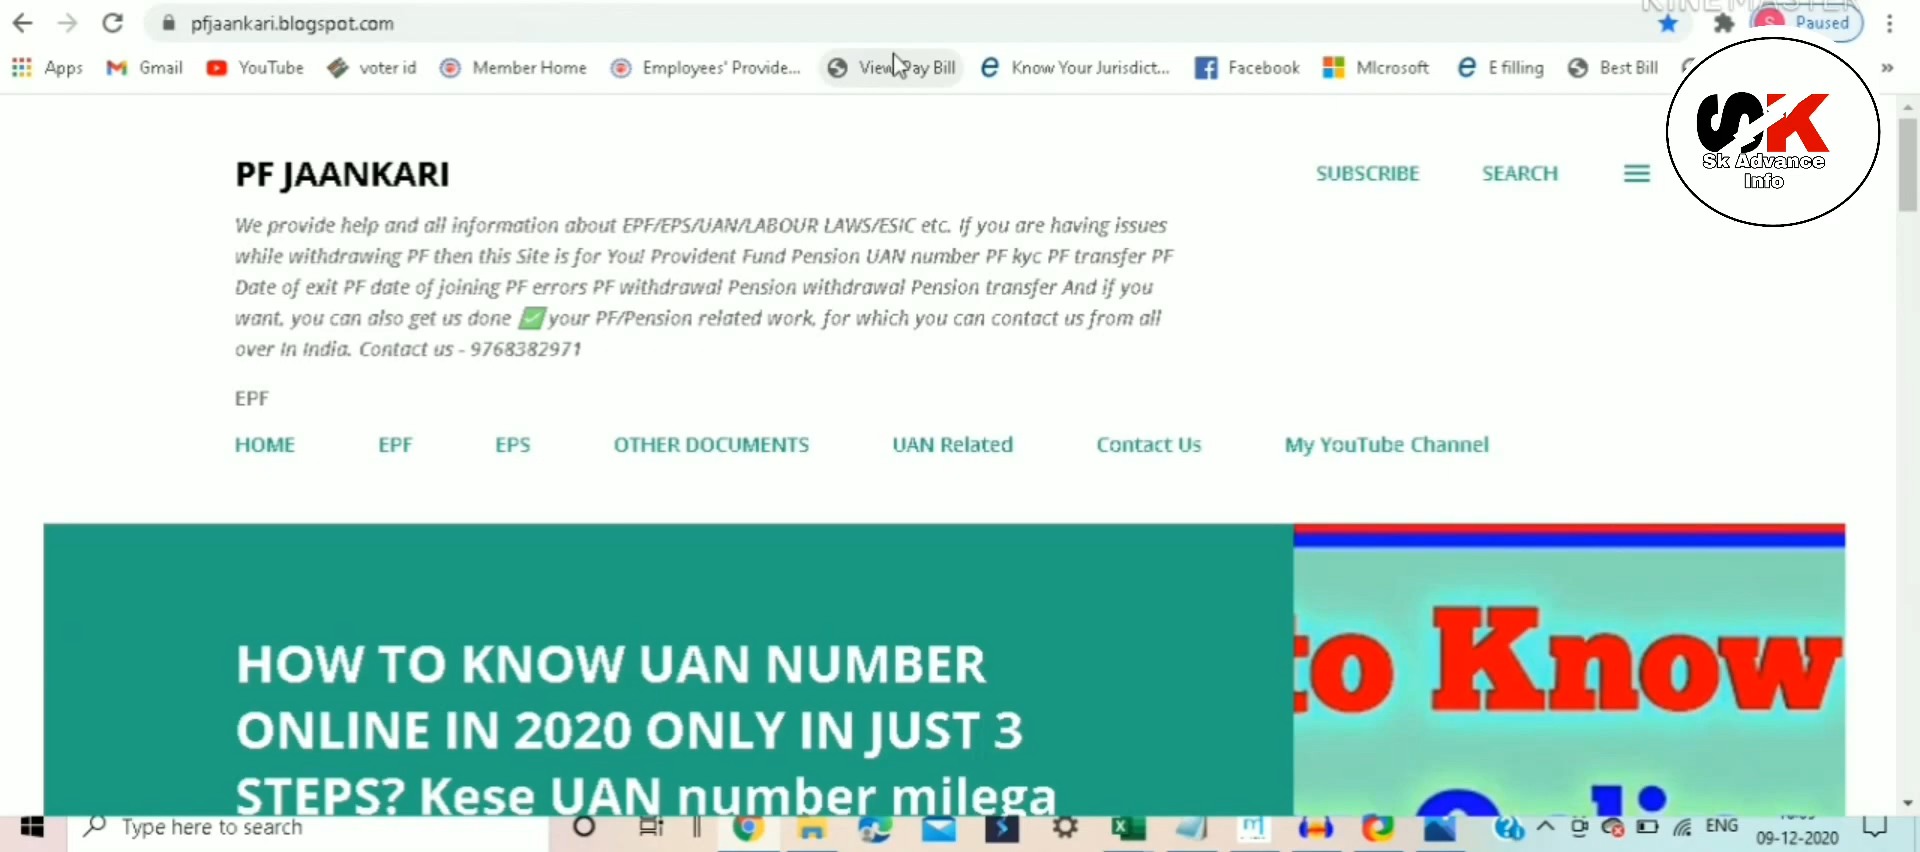 KINEMASTER
pfjaankari.blogspot.com
Paused
Apps Gmail YouTube voter id Member Home Employees' Provide... View Pay Bill Know Your Jurisdict... Facebook MIcrosoft E filling Best Bill »
SK
Sk Advance
Info
PF JAANKARI
SUBSCRIBE SEARCH
We provide help and all information about EPF/EPS/UAN/LABOUR LAWS/ESIC etc. If you are having issues
while withdrawing PF then this Site is for You! Provident Fund Pension UAN number PF kyc PF transfer PF
Date of exit PF date of joining PF errors PF withdrawal Pension withdrawal Pension transfer And if you
want, you can also get us done ✅ your PF/Pension related work, for which you can contact us from all
over In India. Contact us - 9768382971
EPF
HOME EPF EPS OTHER DOCUMENTS UAN Related Contact Us My YouTube Channel
HOW TO KNOW UAN NUMBER
ONLINE IN 2020 ONLY IN JUST 3
STEPS? Kese UAN number milega
to Know
Type here to search
ENG
09-12-2020